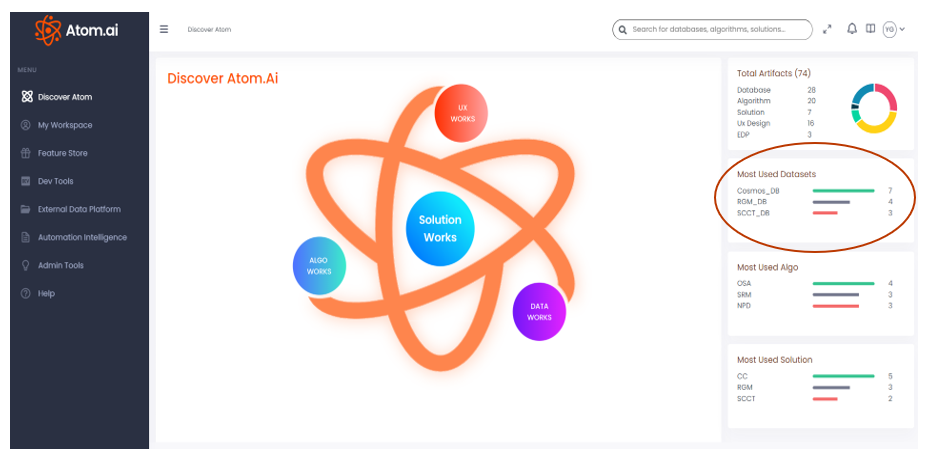 Atom.ai
Discover Atom
Search for databases, algorithms, solutions...
YG
MENU
Discover Atom
My Workspace
Feature Store
Dev Tools
External Data Platform
Automation Intelligence
Admin Tools
Help
Discover Atom.Ai
UX
WORKS
Solution
Works
ALGO
WORKS
DATA
WORKS
Total Artifacts (74)
Database 28
Algorithm 20
Solution 7
Ux Design 16
EDP 3
Most Used Datasets
Cosmos_DB 7
RGM_DB 4
SCCT_DB 3
Most Used Algo
OSA 4
SRM 3
NPD 3
Most Used Solution
CC 5
RGM 3
SCCT 2